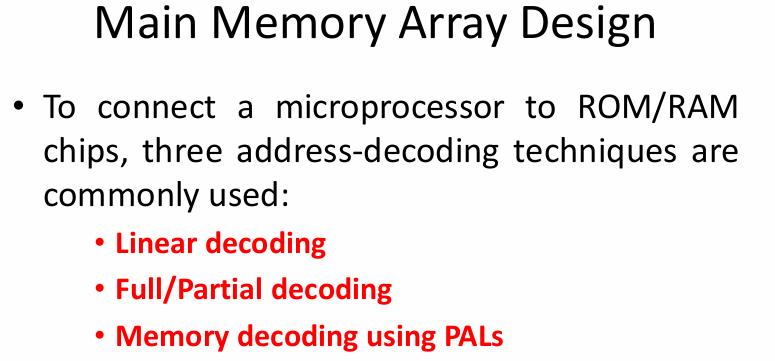 Main Memory Array Design
• To connect a microprocessor to ROM/RAM
chips, three address-decoding techniques are
commonly used:
• Linear decoding
• Full/Partial decoding
• Memory decoding using PALs